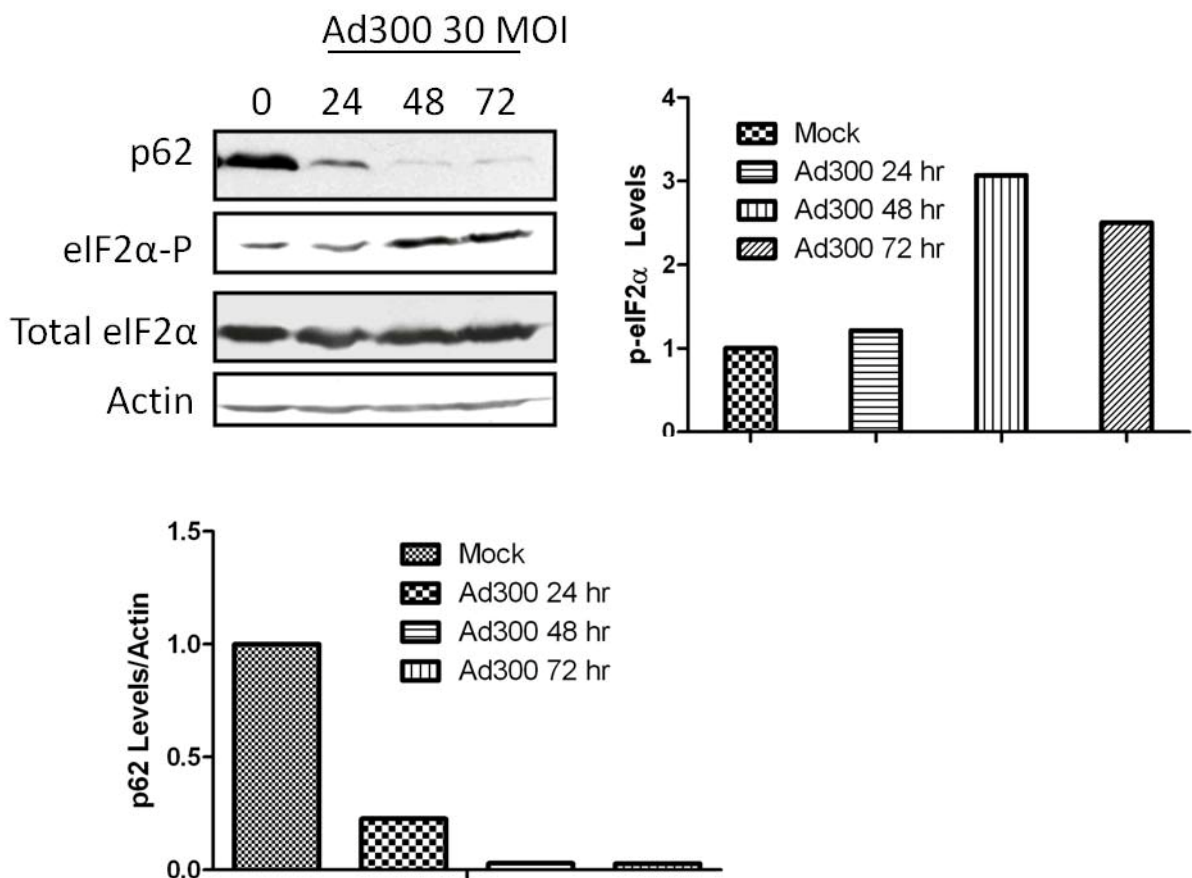 Ad300 30 MOI
0 24 48 72
p62
eIF2α-P
Total eIF2α
Actin
4
3
2
1
0
p-eIF2α Levels
Mock
Ad300 24 hr
Ad300 48 hr
Ad300 72 hr
1.5
1.0
0.5
0.0
p62 Levels/Actin
Mock
Ad300 24 hr
Ad300 48 hr
Ad300 72 hr